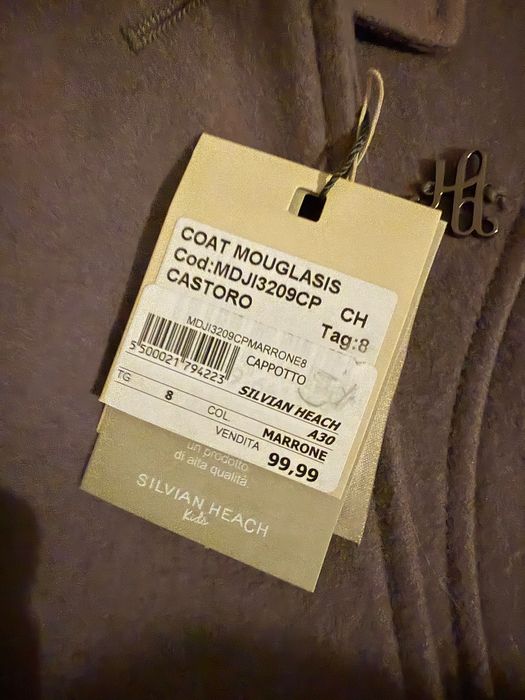 COAT MOUGLASIS
Cod:MDJI3209CP CH
CASTORO Tag:8
MDJI3209CPMARRONE8
CAPPOTTO
5 500021 794223
SILVIAN HEACH
A30
TG 8 COL. MARRONE
VENDITA 99,99
un prodotto
di alta qualità
SILVIAN HEACH
Kids